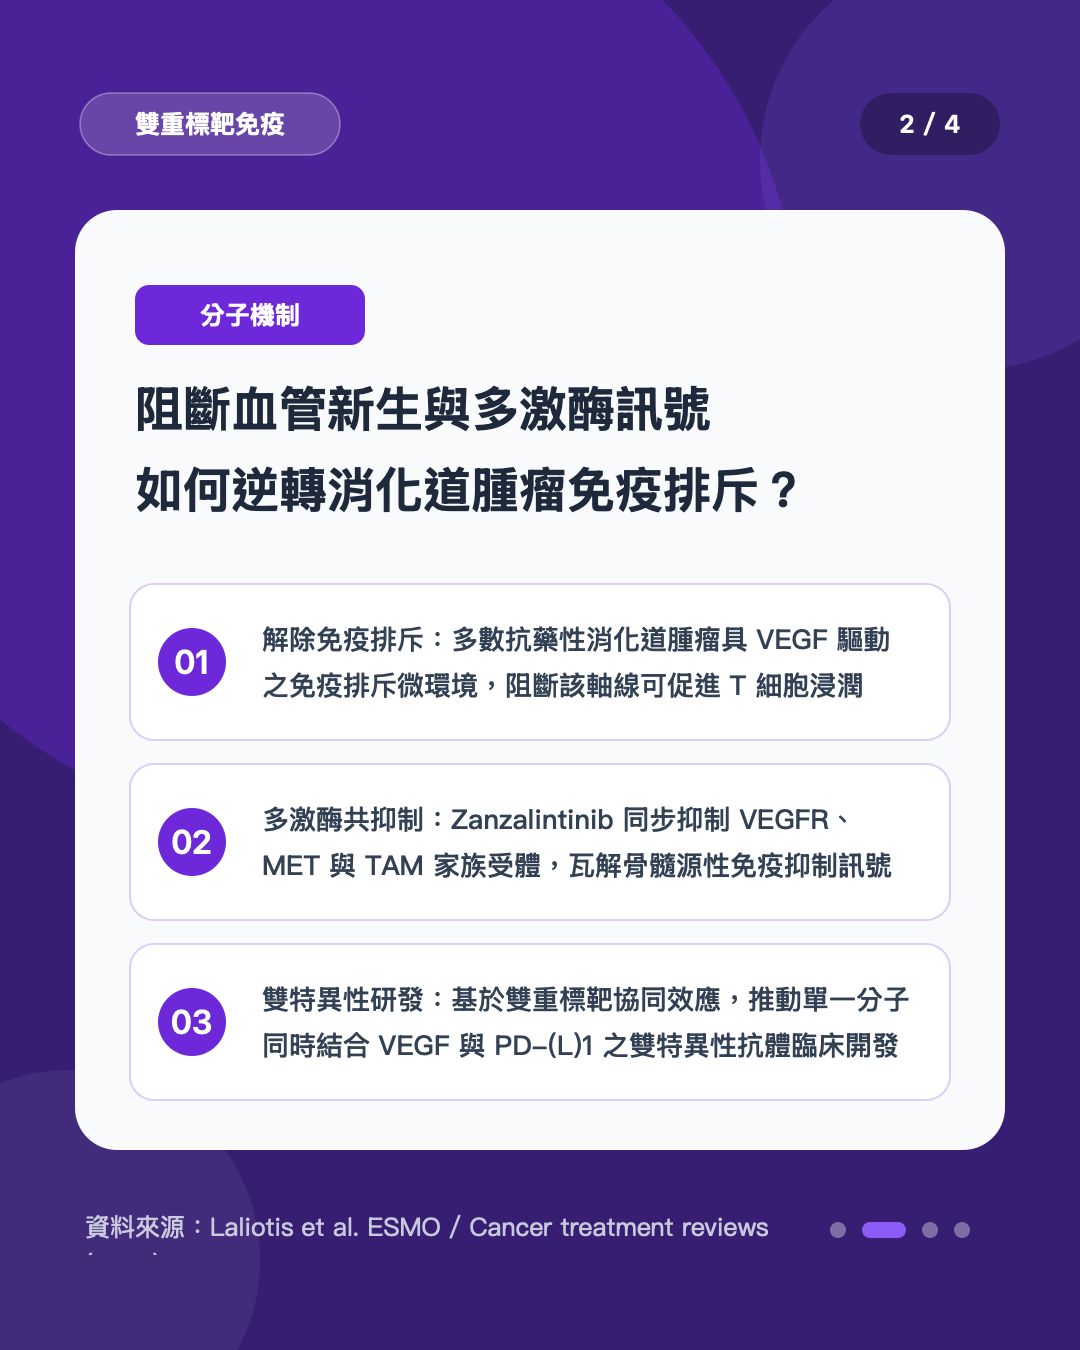 雙重標靶免疫
2 / 4
分子機制
阻斷血管新生與多激酶訊號
如何逆轉消化道腫瘤免疫排斥？
01
解除免疫排斥：多數抗藥性消化道腫瘤具 VEGF 驅動
之免疫排斥微環境，阻斷該軸線可促進 T 細胞浸潤
02
多激酶共抑制：Zanzalintinib 同步抑制 VEGFR、
MET 與 TAM 家族受體，瓦解骨髓源性免疫抑制訊號
03
雙特異性研發：基於雙重標靶協同效應，推動單一分子
同時結合 VEGF 與 PD-(L)1 之雙特異性抗體臨床開發
資料來源：Laliotis et al. ESMO / Cancer treatment reviews